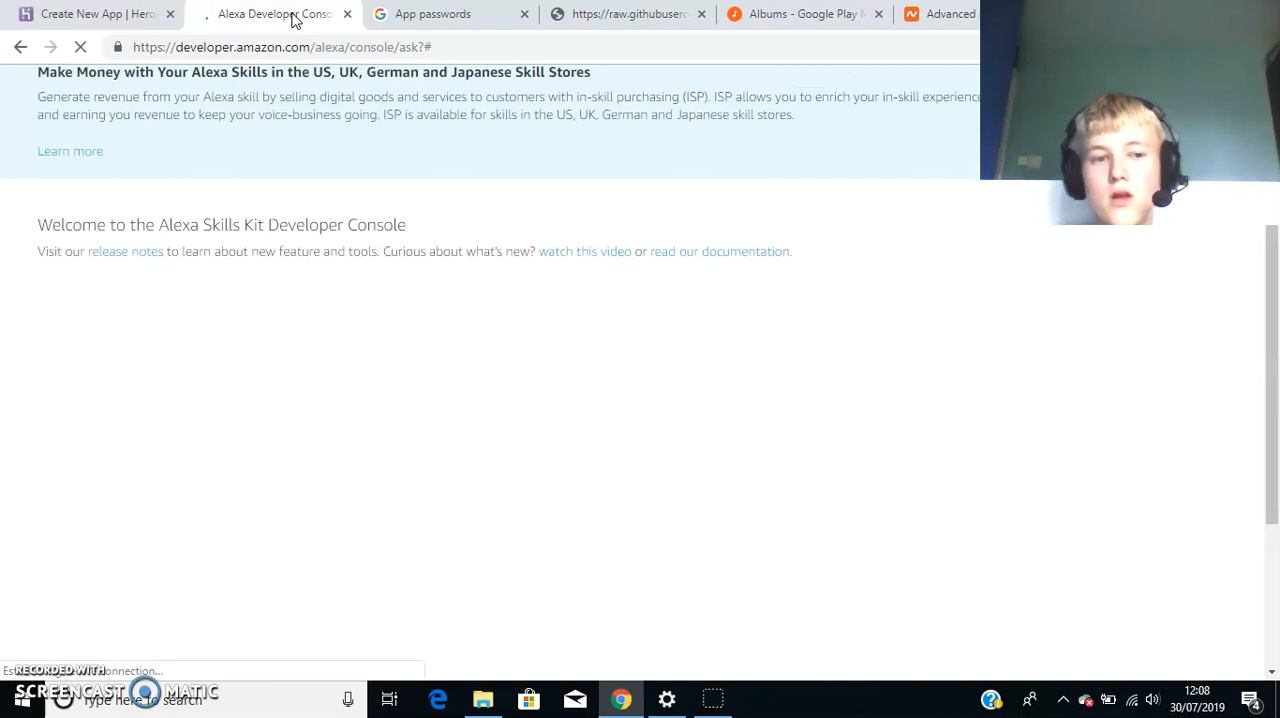 Create New App | Hero
Alexa Developer Conso
App passwords
https://raw.githubuserc
Albums - Google Play M
Advanced
https://developer.amazon.com/alexa/console/ask?#
Make Money with Your Alexa Skills in the US, UK, German and Japanese Skill Stores
Generate revenue from your Alexa skill by selling digital goods and services to customers with in-skill purchasing (ISP). ISP allows you to enrich your in-skill experience
and earning you revenue to keep your voice-business going. ISP is available for skills in the US, UK, German and Japanese skill stores.
Learn more
Welcome to the Alexa Skills Kit Developer Console
Visit our release notes to learn about new feature and tools. Curious about what's new? watch this video or read our documentation.
RECORDED WITH
onnection...
SCREENCAST MATIC
Type here to search
12:08
30/07/2019
4